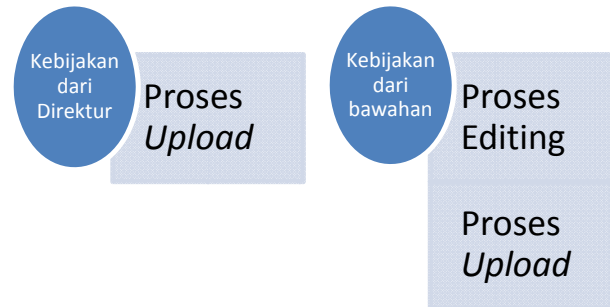 Kebijakan
dari
Direktur
Proses
Upload
Kebijakan
dari
bawahan
Proses
Editing
Proses
Upload